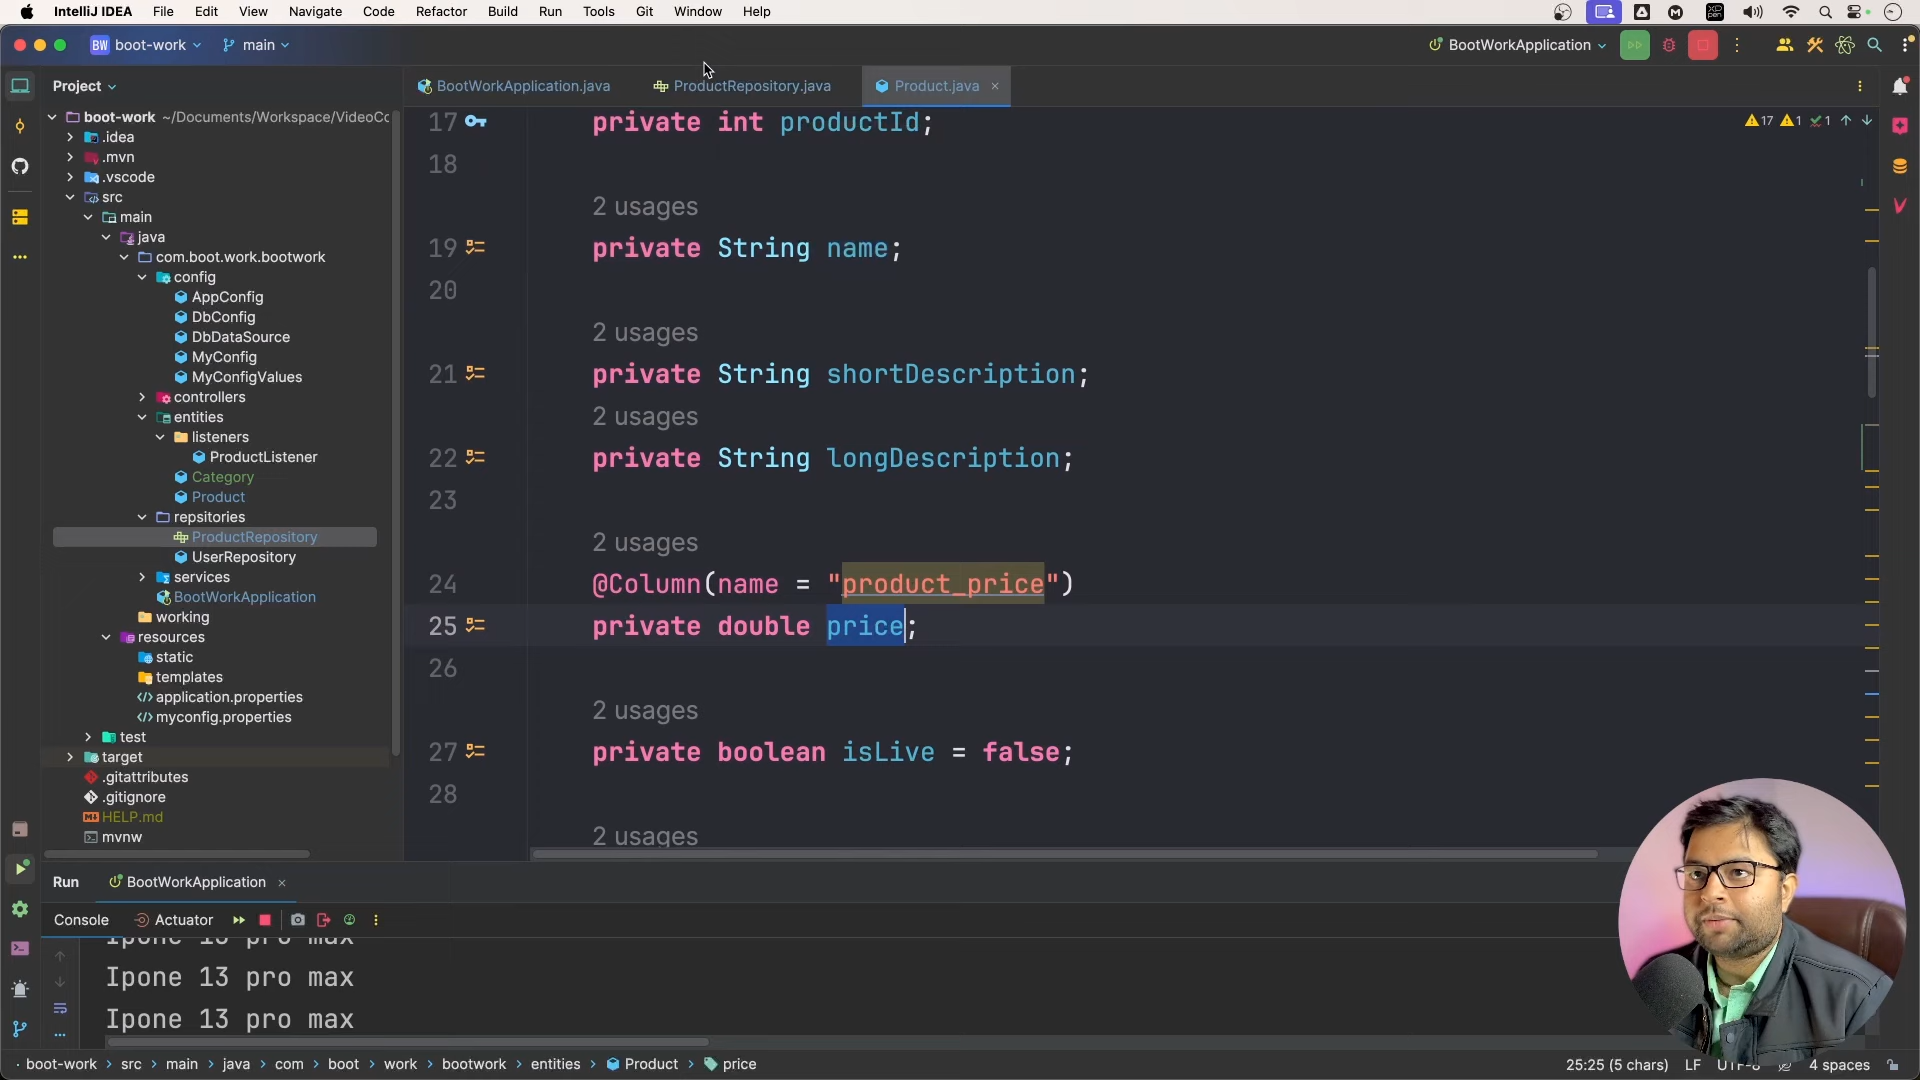 IntelliJ IDEA File Edit View Navigate Code Refactor Build Run Tools Git Window Help
BW boot-work main BootWorkApplication
Project
BootWorkApplication.java ProductRepository.java Product.java
boot-work ~/Documents/Workspace/VideoCc
.idea
.mvn
.vscode
src
main
java
com.boot.work.bootwork
config
AppConfig
DbConfig
DbDataSource
MyConfig
MyConfigValues
controllers
entities
listeners
ProductListener
Category
Product
repsitories
ProductRepository
UserRepository
services
BootWorkApplication
working
resources
static
templates
application.properties
myconfig.properties
test
target
.gitattributes
.gitignore
HELP.md
mvnw
17 1 1
17 private int productId;
18
2 usages
19 private String name;
20
2 usages
21 private String shortDescription;
2 usages
22 private String longDescription;
23
2 usages
24 @Column(name = "product_price")
25 private double price;
26
2 usages
27 private boolean isLive = false;
28
2 usages
Run BootWorkApplication
Console Actuator
Ipone 13 pro max
Ipone 13 pro max
Ipone 13 pro max
boot-work src main java com boot work bootwork entities Product price
25:25 (5 chars) LF UTF-8 4 spaces